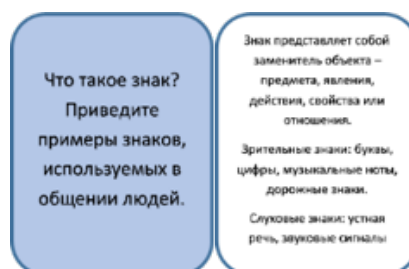 Что такое знак?
Приведите
примеры знаков,
используемых в
общении людей.
Знак представляет собой
заменитель объекта –
предмета, явления,
действия, свойства или
отношения.
Зрительные знаки: буквы,
цифры, музыкальные ноты,
дорожные знаки.
Слуховые знаки: устная
речь, звуковые сигналы